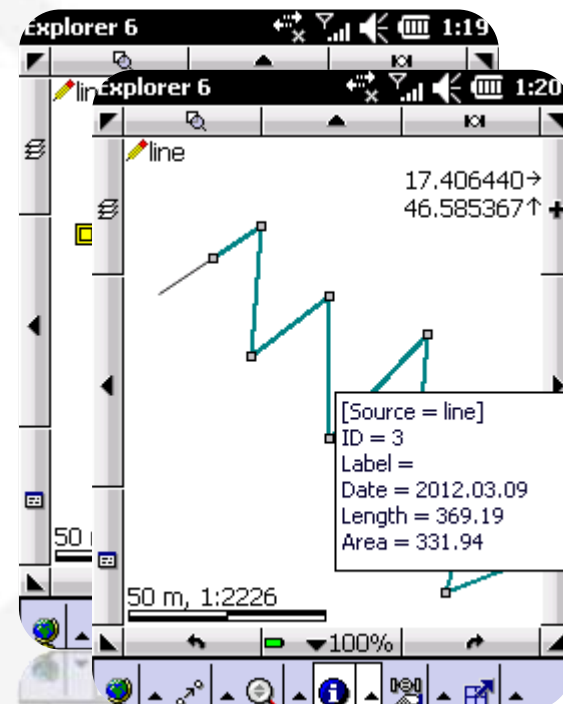 Explorer 6
1:19
lin
50
Explorer 6
1:20
line
17.406440→
46.585367↑
[Source = line]
ID = 3
Label =
Date = 2012.03.09
Length = 369.19
Area = 331.94
50 m, 1:2226
100%